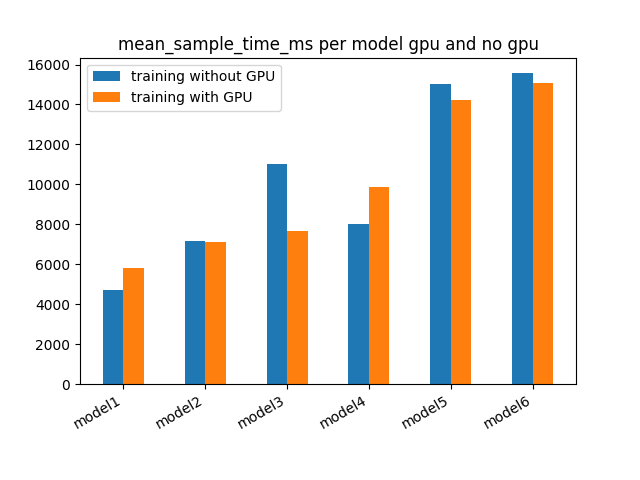 mean_sample_time_ms per model gpu and no gpu
training without GPU
training with GPU
16000
14000
12000
10000
8000
6000
4000
2000
0
model1
model2
model3
model4
model5
model6